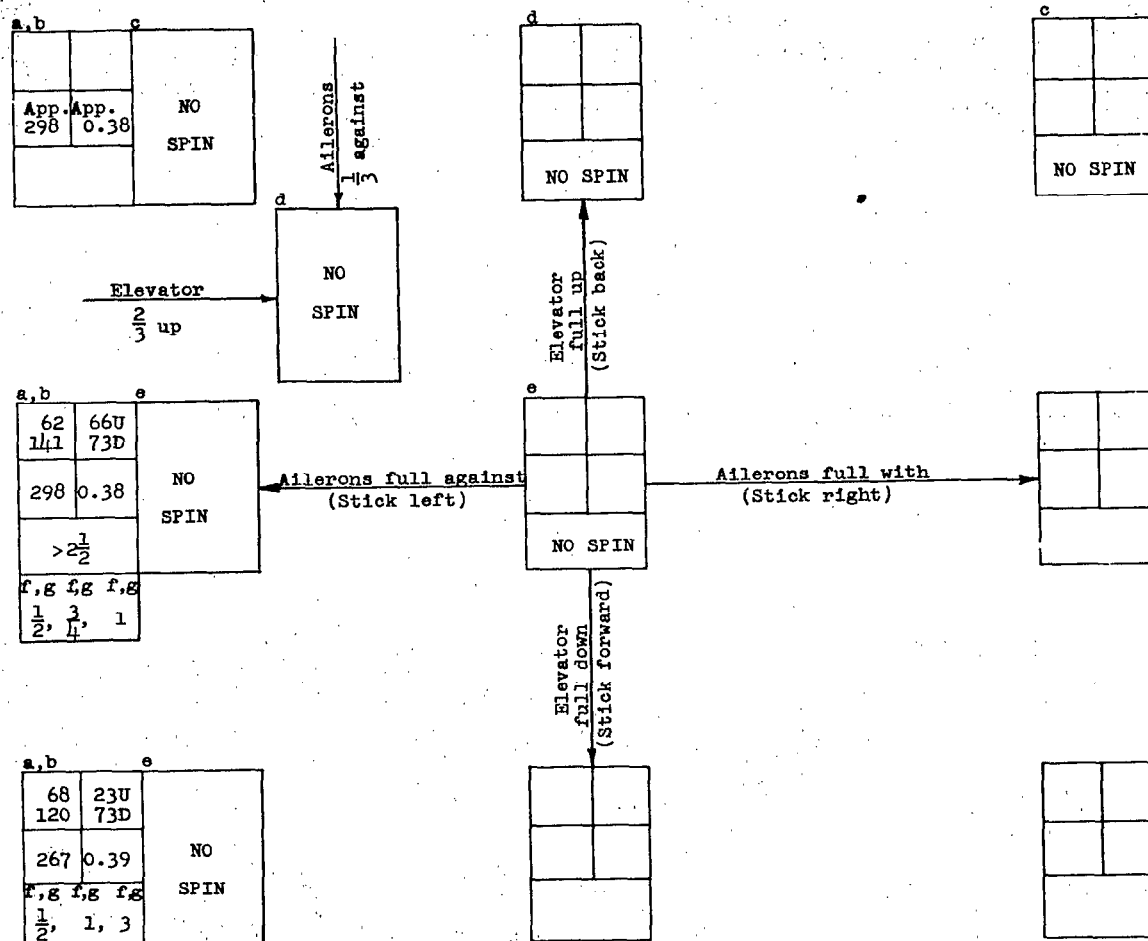 a,b c
App. App.
298 0.38
NO
SPIN
Ailerons
1/3 against
d
NO SPIN
c
NO SPIN
d
NO
SPIN
Elevator
2/3 up
Elevator
full up
(Stick back)
a,b e
62 66U
141 73D
298 0.38
>2 1/2
f,g f,g f,g
1/2, 3/4, 1
NO
SPIN
Ailerons full against
(Stick left)
e
NO SPIN
Ailerons full with
(Stick right)
Elevator
full down
(Stick forward)
a,b e
68 23U
120 73D
267 0.39
f,g f,g f,g
1/2, 1, 3
NO
SPIN